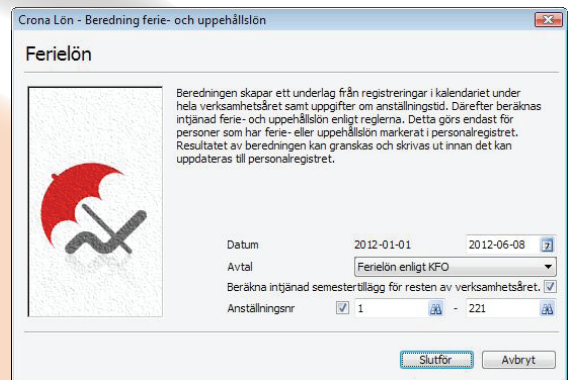 Crona Lön - Beredning ferie- och uppehållslön
Ferielön
Beredningen skapar ett underlag från registreringar i kalendariet under
hela verksamhetsåret samt uppgifter om anställningstid. Därefter beräknas
intjänad ferie- och uppehållslön enligt reglerna. Detta görs endast för
personer som har ferie- eller uppehållslön markerat i personalregistret.
Resultatet av beredningen kan granskas och skrivas ut innan det kan
uppdateras till personalregistret.
Datum 2012-01-01 2012-06-08 7
Avtal Ferielön enligt KFO
Beräkna intjänad semestertillägg för resten av verksamhetsåret.
Anställningsnr 1 - 221
Slutför Avbryt